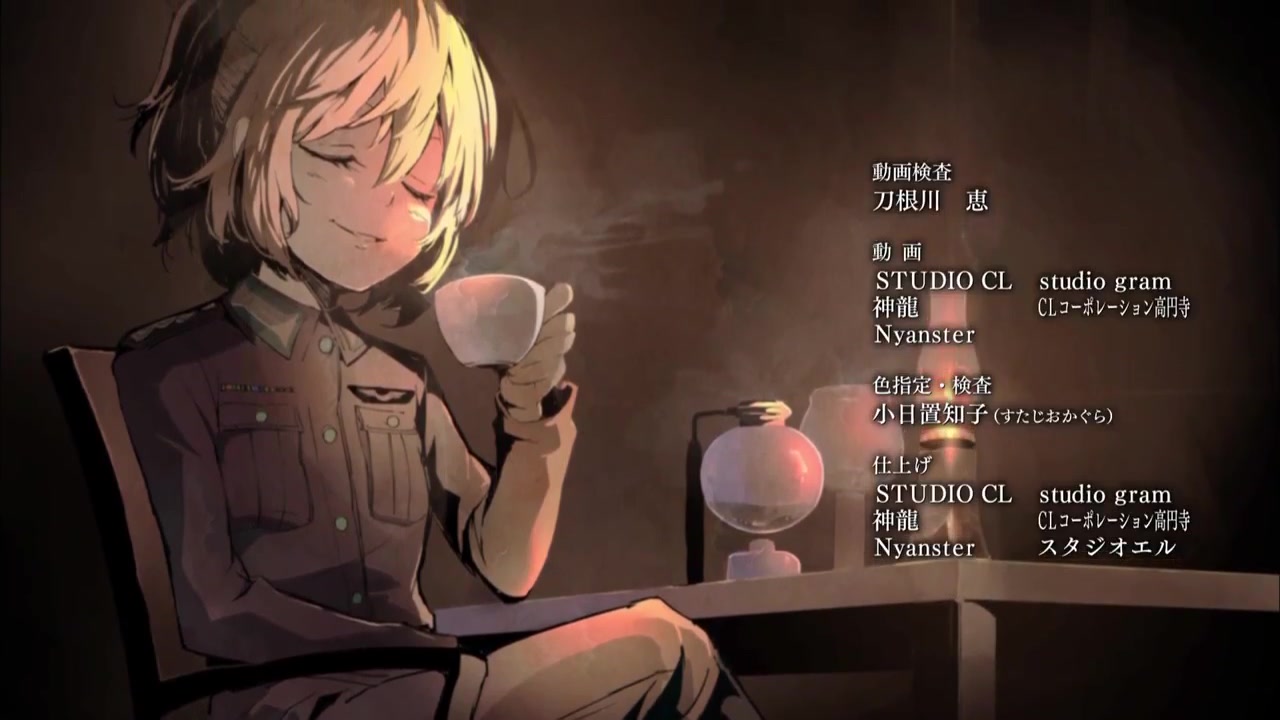 動画検査
刀根川　恵
動 画
STUDIO CL　studio gram
神龍　CLコーポレーション高円寺
Nyanster
色指定・検査
小日置知子（すたじおかぐら）
仕上げ
STUDIO CL　studio gram
神龍　CLコーポレーション高円寺
Nyanster　スタジオエル